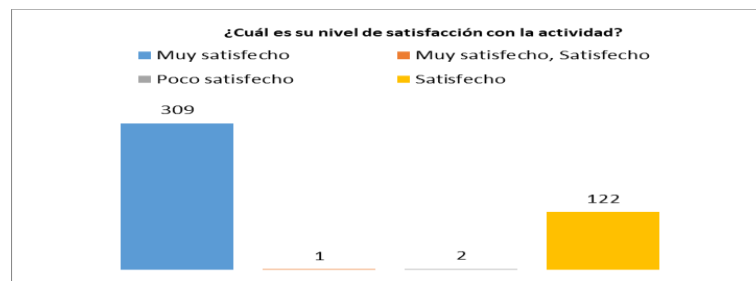 ¿Cuál es su nivel de satisfacción con la actividad?
Muy satisfecho
Muy satisfecho, Satisfecho
Poco satisfecho
Satisfecho
309
1
2
122